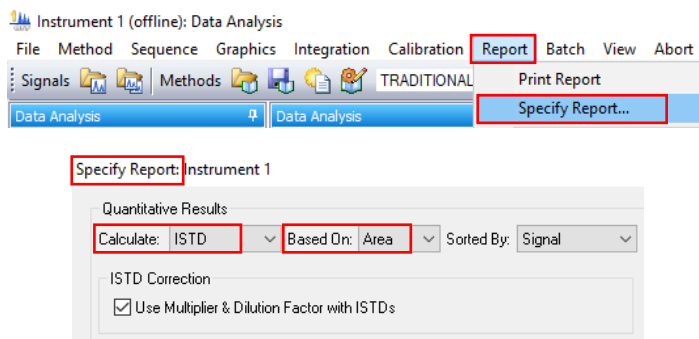 Instrument 1 (offline): Data Analysis
File Method Sequence Graphics Integration Calibration Report Batch View Abort
Signals Methods TRADITIONAL Print Report
Specify Report...
Data Analysis Data Analysis
Specify Report: Instrument 1
Quantitative Results
Calculate: ISTD Based On: Area Sorted By: Signal
ISTD Correction
Use Multiplier & Dilution Factor with ISTDs